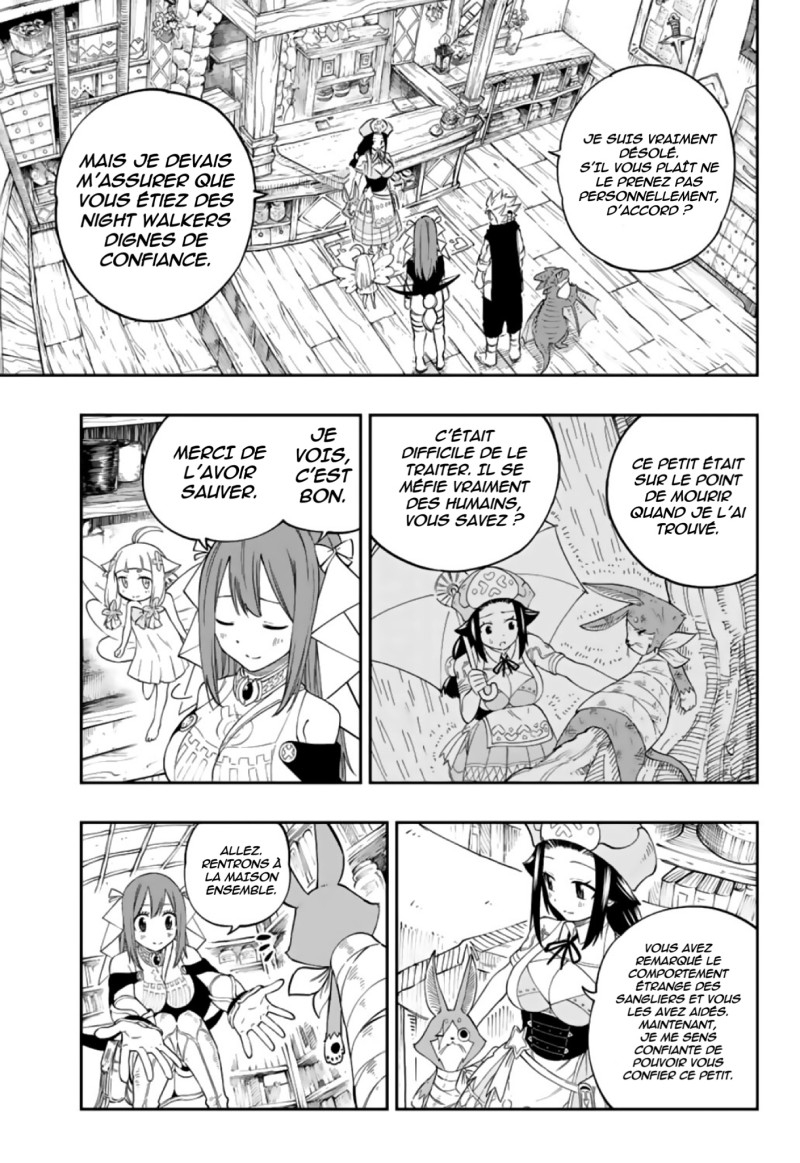 JE SUIS VRAIMENT
DÉSOLÉ.
S'IL VOUS PLAÎT NE
LE PRENEZ PAS
PERSONNELLEMENT,
D'ACCORD ?
MAIS JE DEVAIS
M'ASSURER QUE
VOUS ÉTIEZ DES
NIGHT WALKERS
DIGNES DE
CONFIANCE.
CE PETIT ÉTAIT
SUR LE POINT
DE MOURIR
QUAND JE L'AI
TROUVÉ.
C'ÉTAIT
DIFFICILE DE LE
TRAITER. IL SE
MÉFIE VRAIMENT
DES HUMAINS,
VOUS SAVEZ ?
JE
VOIS,
C'EST
BON.
MERCI DE
L'AVOIR
SAUVER.
VOUS AVEZ
REMARQUÉ LE
COMPORTEMENT
ÉTRANGE DES
SANGLIERS ET VOUS
LES AVEZ AIDÉS.
MAINTENANT,
JE ME SENS
CONFIANTE DE
POUVOIR VOUS
CONFIER CE PETIT.
ALLEZ.
RENTRONS À
LA MAISON
ENSEMBLE.